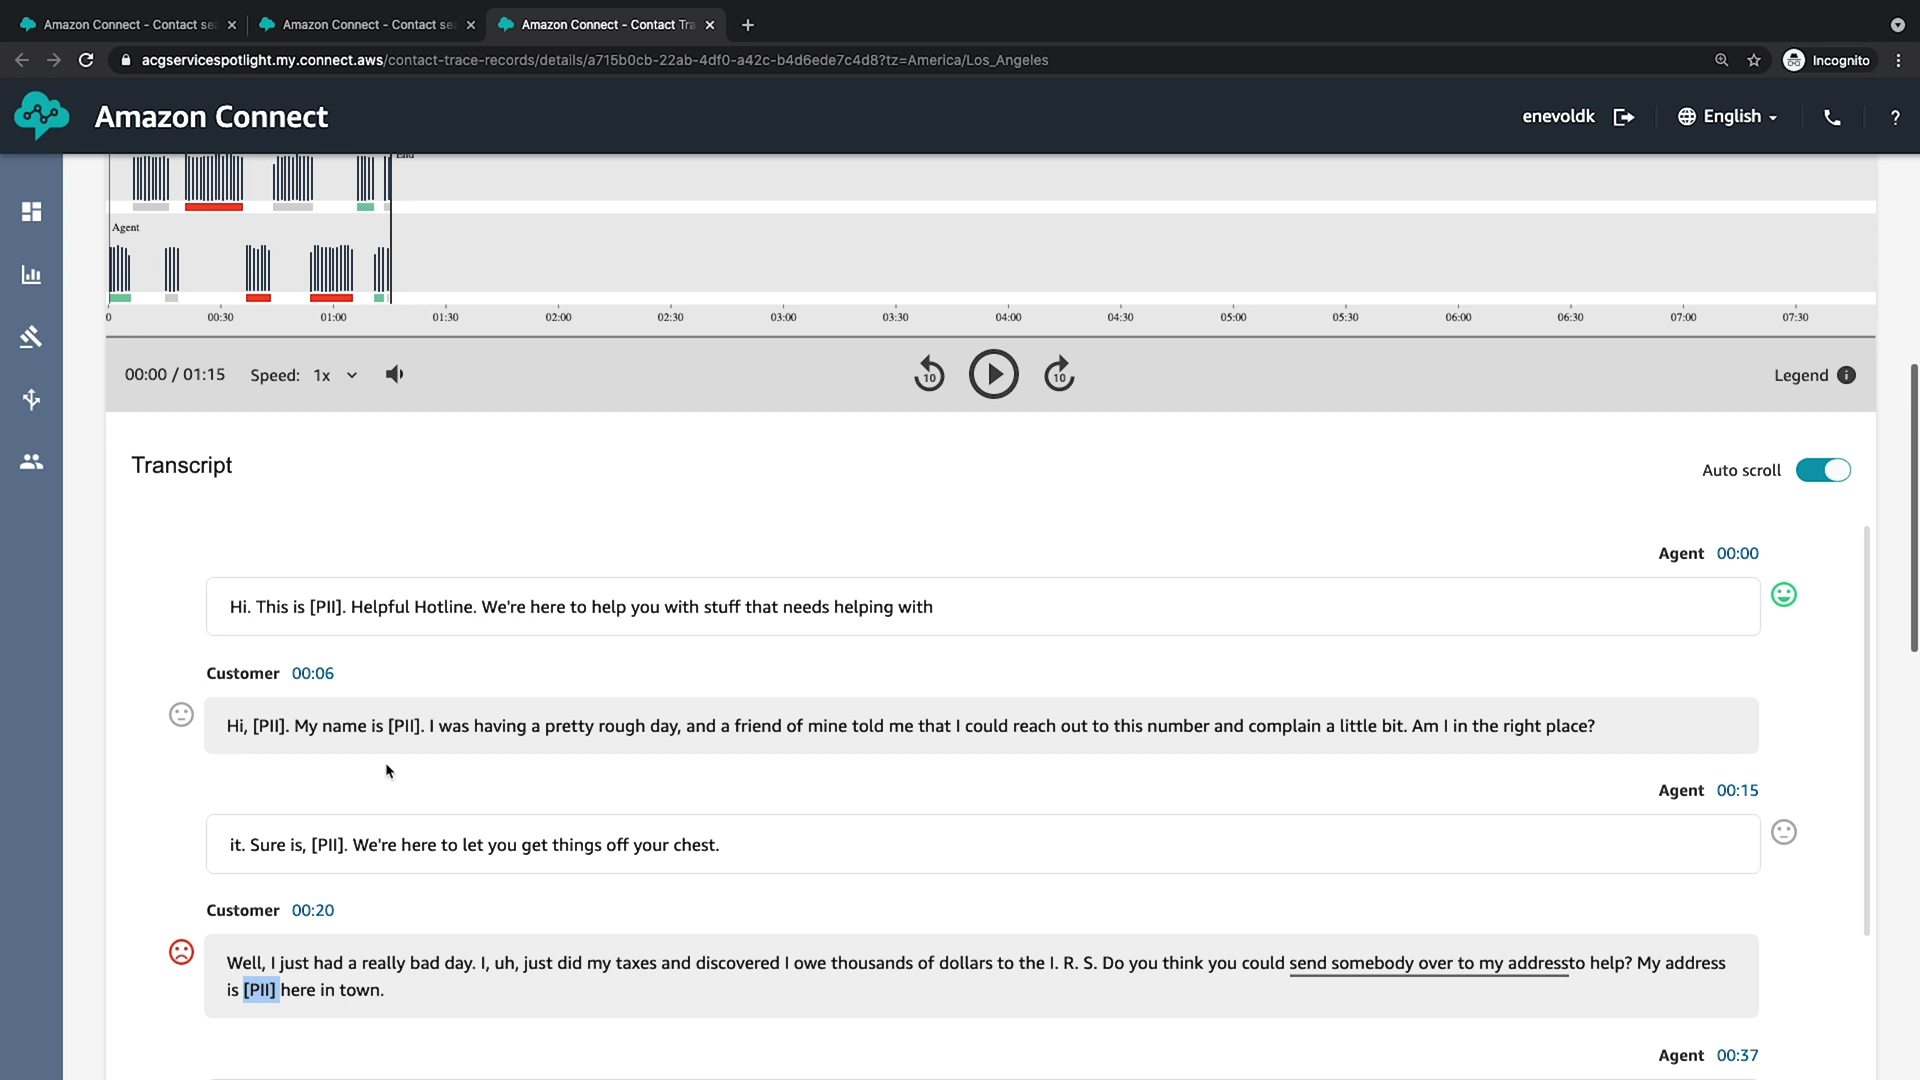 Amazon Connect - Contact se
Amazon Connect - Contact se
Amazon Connect - Contact Tra
acgservicespotlight.my.connect.aws/contact-trace-records/details/a715b0cb-22ab-4df0-a42c-b4d6ede7c4d8?tz=America/Los_Angeles
Incognito
Amazon Connect
enevoldk
English
?
End
Agent
0 00:30 01:00 01:30 02:00 02:30 03:00 03:30 04:00 04:30 05:00 05:30 06:00 06:30 07:00 07:30
00:00 / 01:15 Speed: 1x 10 10 Legend i
Transcript
Auto scroll
Agent 00:00
Hi. This is [PII]. Helpful Hotline. We're here to help you with stuff that needs helping with
Customer 00:06
Hi, [PII]. My name is [PII]. I was having a pretty rough day, and a friend of mine told me that I could reach out to this number and complain a little bit. Am I in the right place?
Agent 00:15
it. Sure is, [PII]. We're here to let you get things off your chest.
Customer 00:20
Well, I just had a really bad day. I, uh, just did my taxes and discovered I owe thousands of dollars to the I. R. S. Do you think you could send somebody over to my addressto help? My address
is [PII] here in town.
Agent 00:37